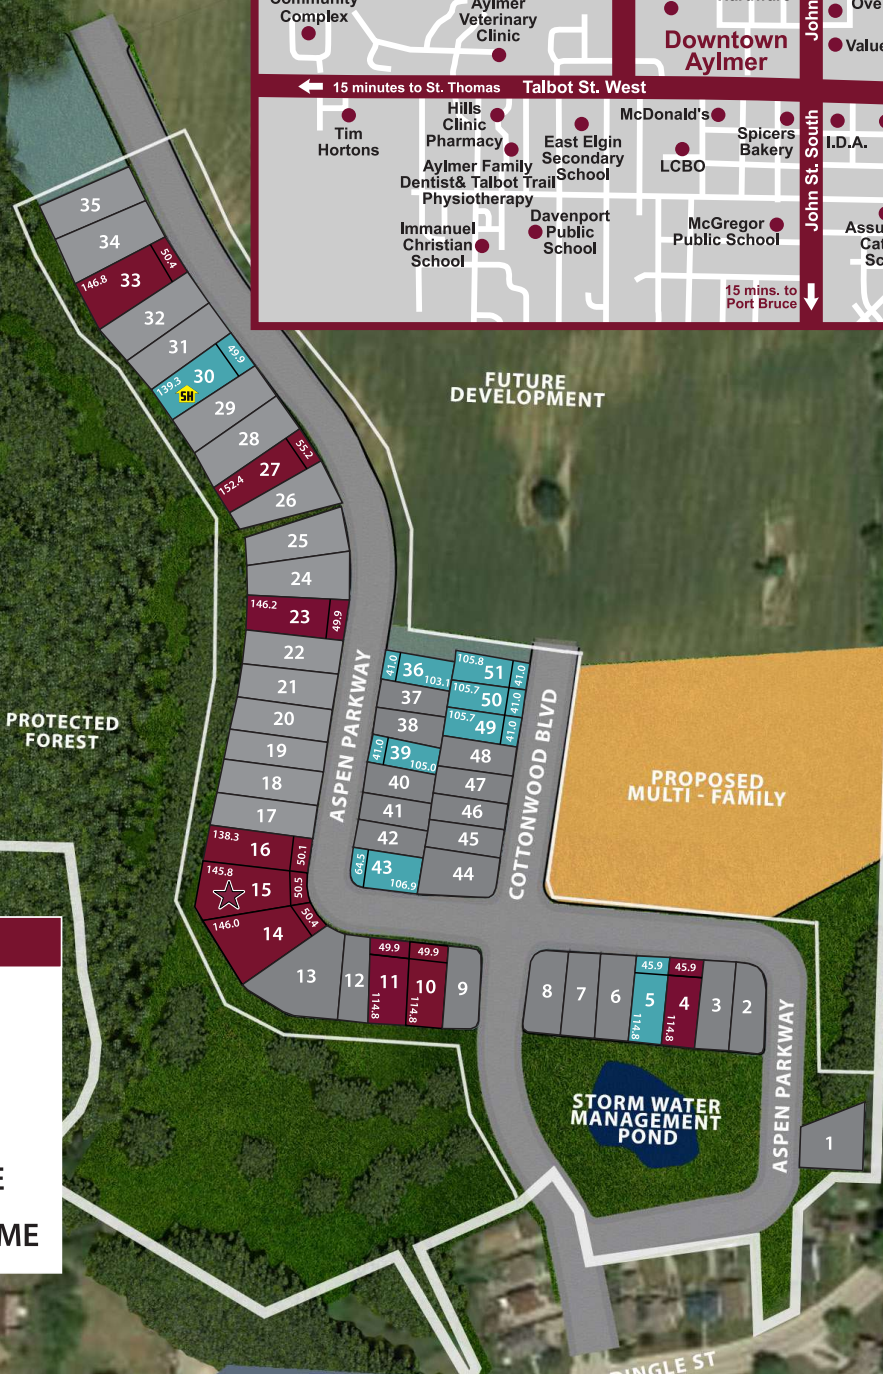 Community
Complex
Aylmer
Veterinary
Clinic
Downtown
Aylmer
John
Value
15 minutes to St. Thomas
Talbot St. West
Tim
Hortons
Hills
Clinic
Pharmacy
Aylmer Family
Dentist& Talbot Trail
Physiotherapy
East Elgin
Secondary
School
McDonald's
LCBO
Spicers
Bakery
I.D.A.
John St. South
Immanuel
Christian
School
Davenport
Public
School
McGregor
Public School
15 mins. to
Port Bruce
FUTURE
DEVELOPMENT
35
34
146.8 33 50.4
32
31
139.3 30 49.9
SH
29
28
152.4 27 55.2
26
25
24
146.2 23 49.9
22
21
20
19
18
17
138.3 16 50.1
145.8 15 50.5
146.0 14 50.4
13
12
49.9 11 114.8
49.9 10 114.8
9
ASPEN PARKWAY
41.0 36 103.1
37
38
41.0 39 105.0
40
41
42
64.5 43 106.9
105.8 51 41.0
105.7 50 41.0
105.7 49 41.0
48
47
46
45
44
COTTONWOOD BLVD
PROTECTED
FOREST
PROPOSED
MULTI - FAMILY
8
7
6
45.9 5 114.8
45.9 4 114.8
3
2
ASPEN PARKWAY
1
STORM WATER
MANAGEMENT
POND
E
ME
DINGLE ST